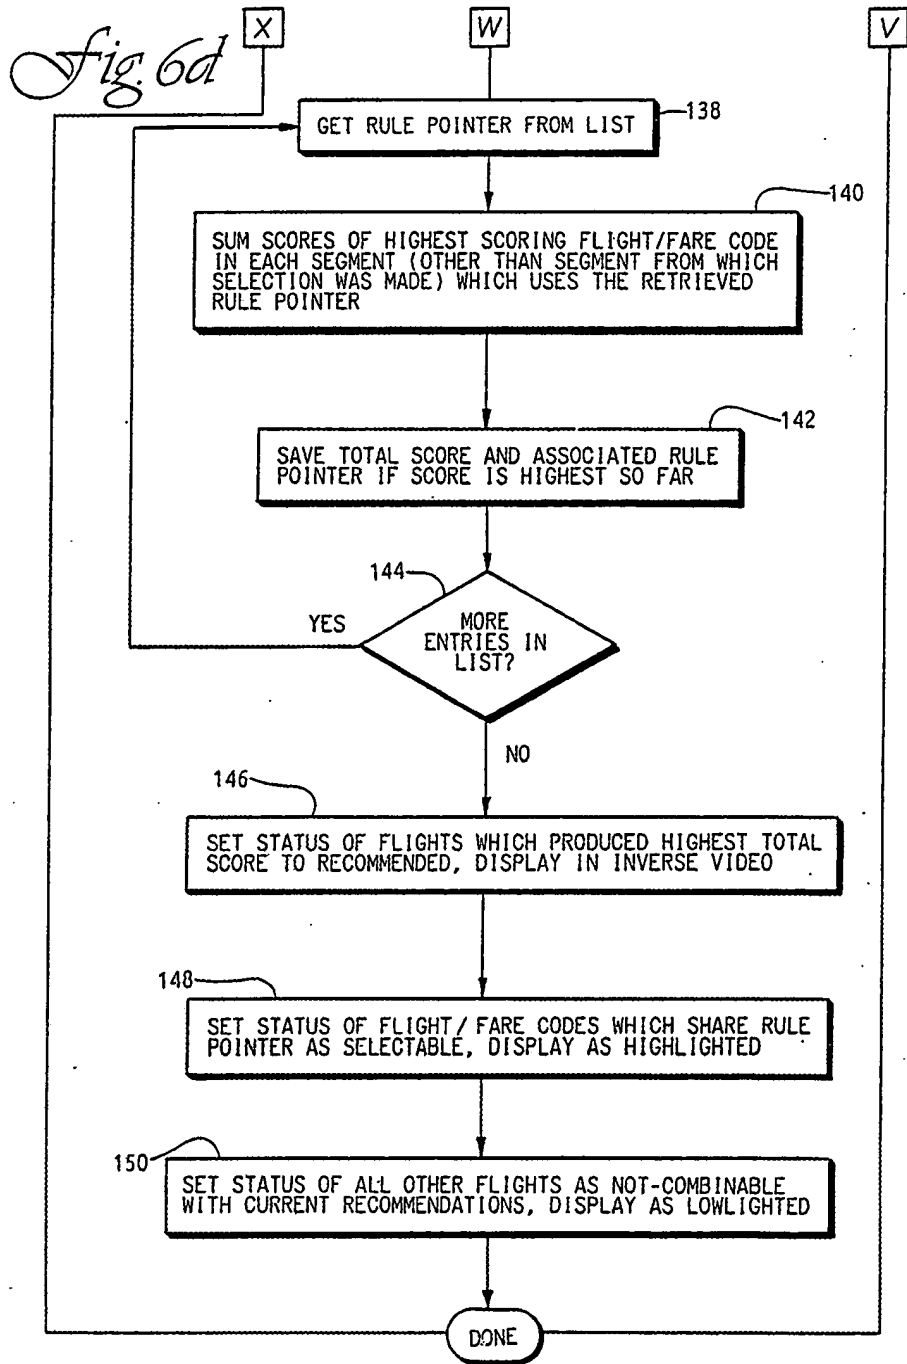 X
W
V
Fig. 6d
GET RULE POINTER FROM LIST
138
140
SUM SCORES OF HIGHEST SCORING FLIGHT/FARE CODE
IN EACH SEGMENT (OTHER THAN SEGMENT FROM WHICH
SELECTION WAS MADE) WHICH USES THE RETRIEVED
RULE POINTER
142
SAVE TOTAL SCORE AND ASSOCIATED RULE
POINTER IF SCORE IS HIGHEST SO FAR
144
YES
MORE
ENTRIES IN
LIST?
NO
146
SET STATUS OF FLIGHTS WHICH PRODUCED HIGHEST TOTAL
SCORE TO RECOMMENDED, DISPLAY IN INVERSE VIDEO
148
SET STATUS OF FLIGHT/FARE CODES WHICH SHARE RULE
POINTER AS SELECTABLE, DISPLAY AS HIGHLIGHTED
150
SET STATUS OF ALL OTHER FLIGHTS AS NOT-COMBINABLE
WITH CURRENT RECOMMENDATIONS, DISPLAY AS LOWLIGHTED
DONE